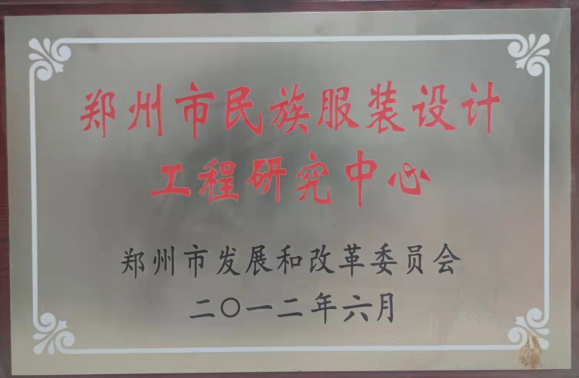 郑州市民族服装设计
工程研究中心
郑州市发展和改革委员会
二〇一二年六月